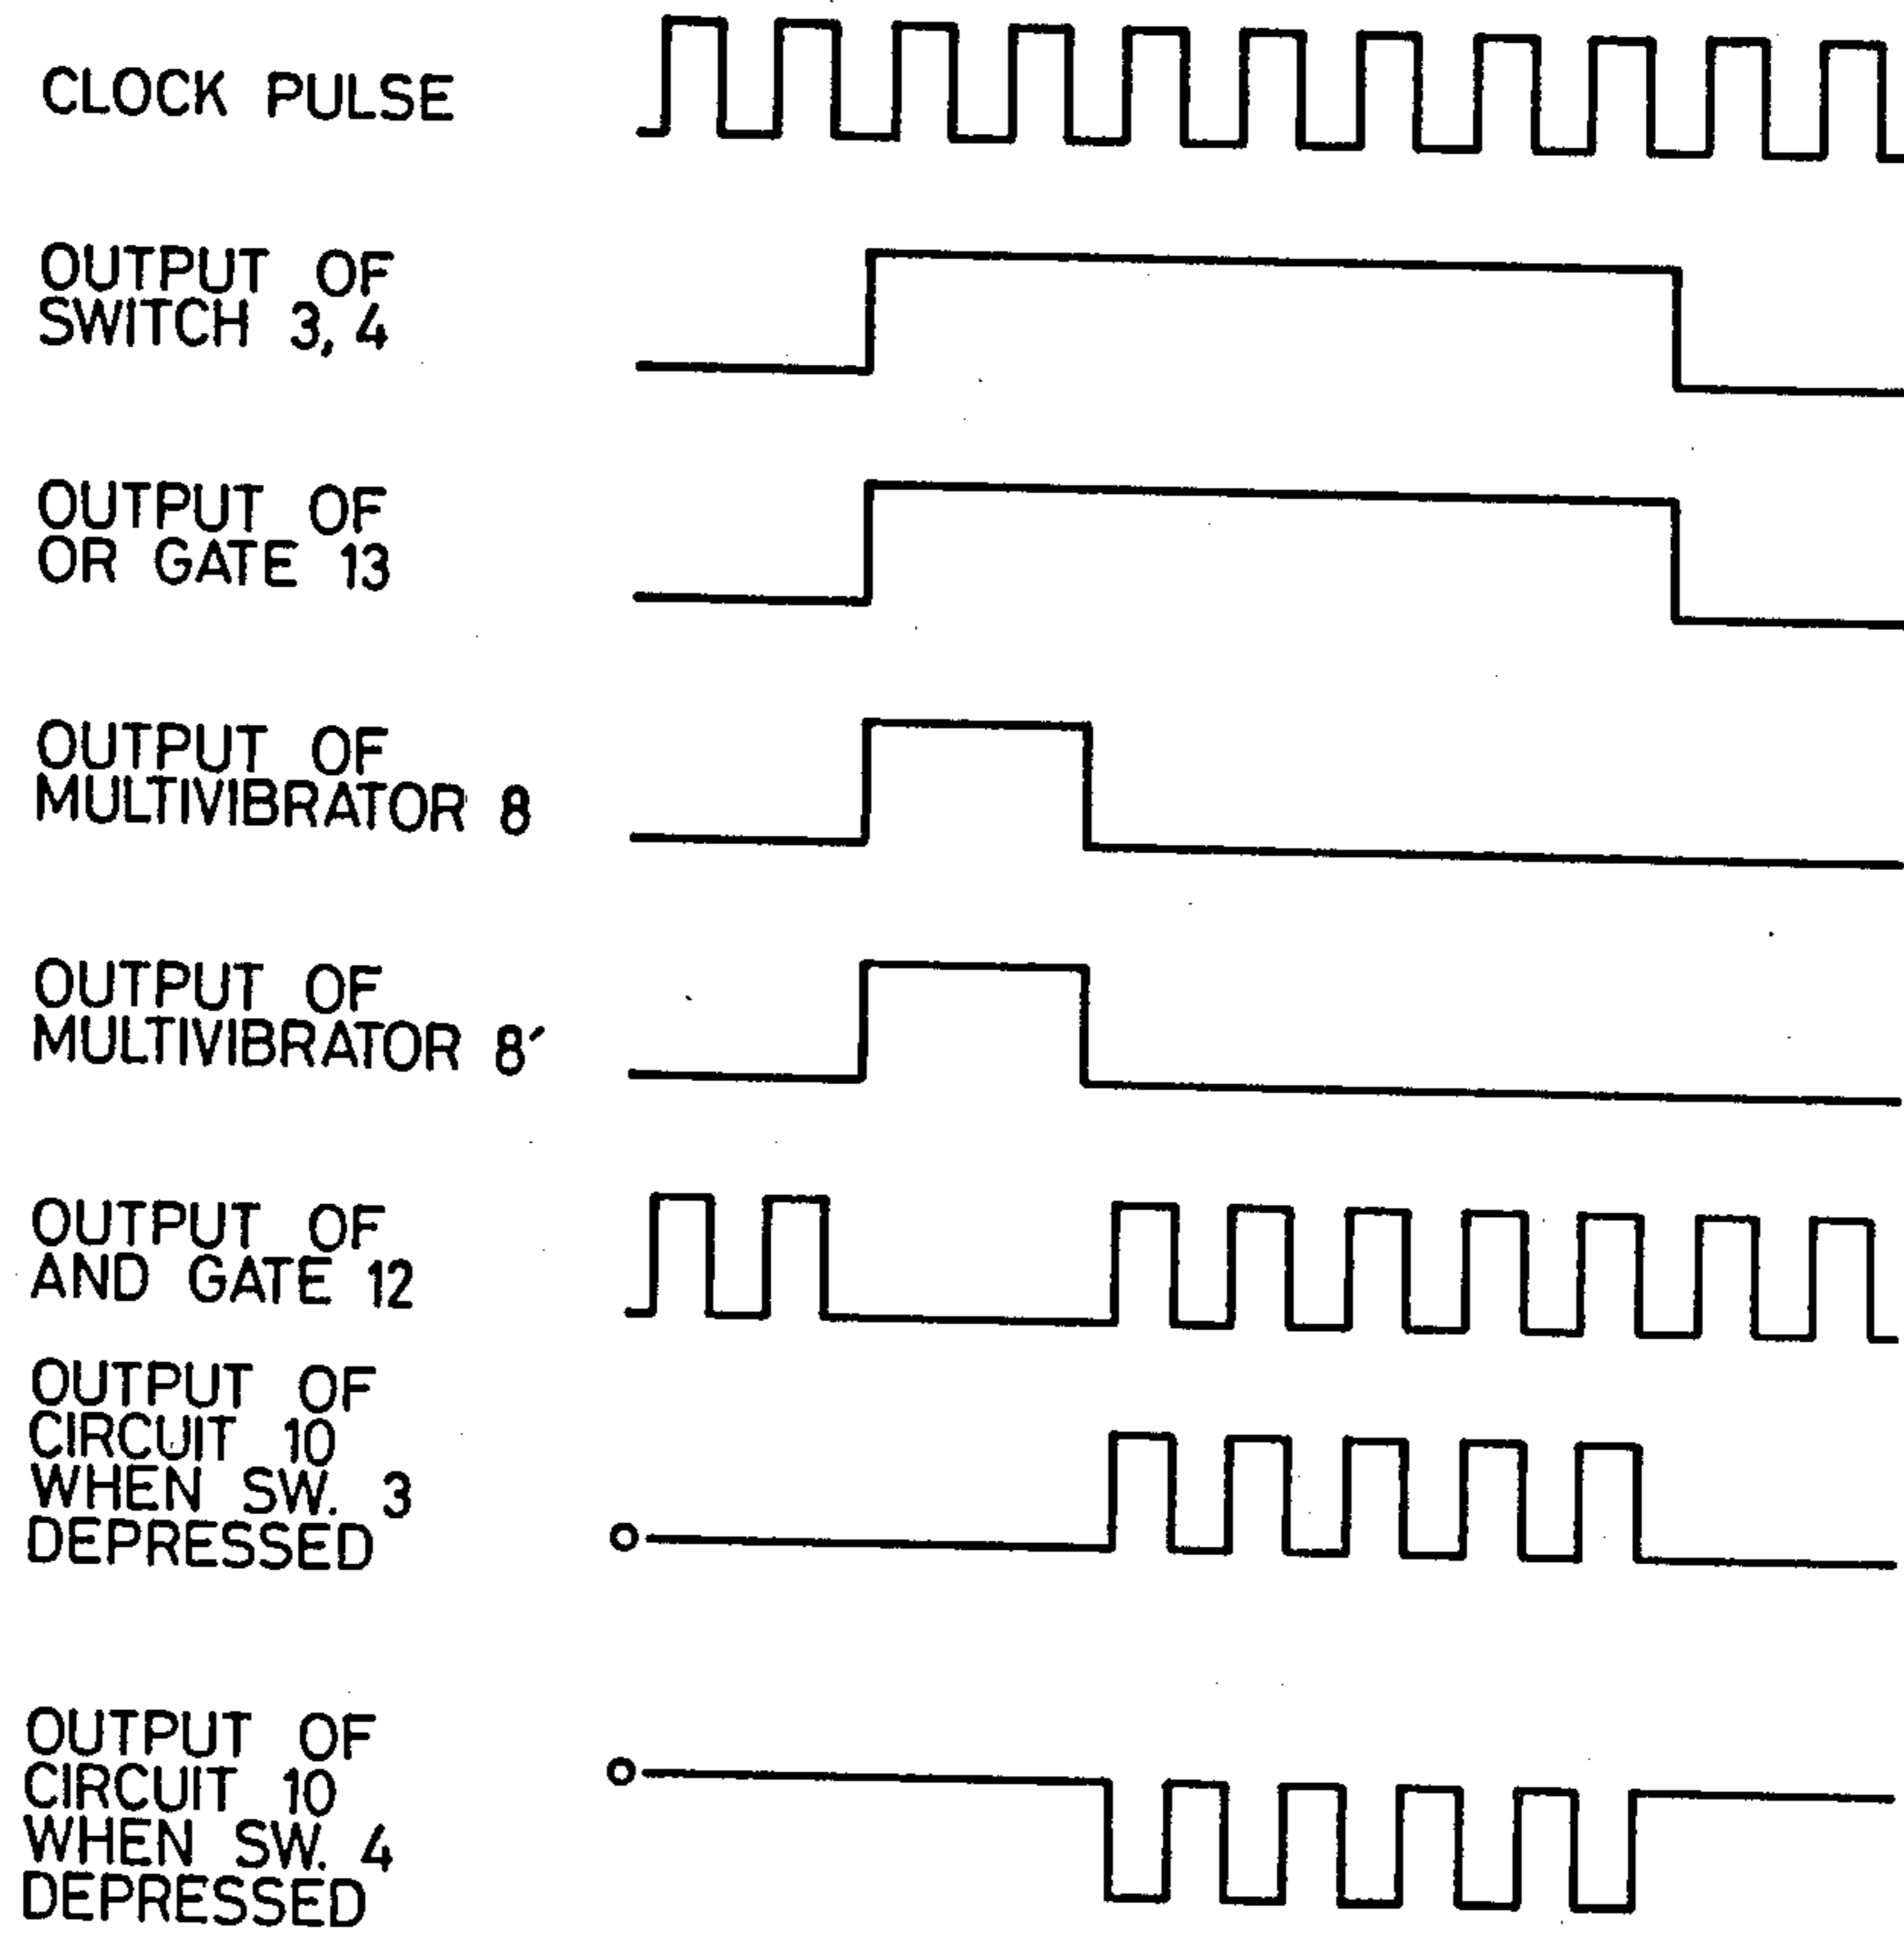 CLOCK PULSE
OUTPUT OF
SWITCH 3, 4
OUTPUT OF
OR GATE 13
OUTPUT OF
MULTIVIBRATOR 8
OUTPUT OF
MULTIVIBRATOR 8′
OUTPUT OF
AND GATE 12
OUTPUT OF
CIRCUIT 10
WHEN SW. 3
DEPRESSED
O
OUTPUT OF
CIRCUIT 10
WHEN SW. 4
DEPRESSED
O